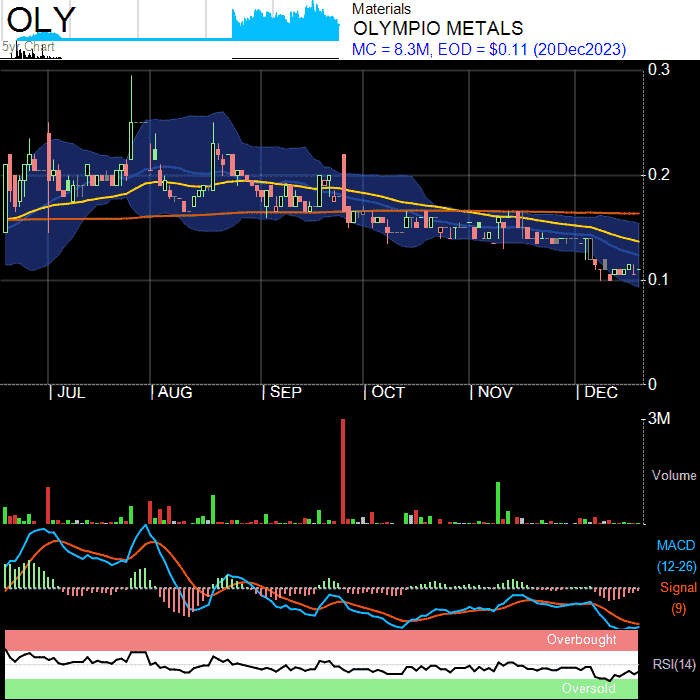 OLY
5yr Chart
Materials
OLYMPIO METALS
MC = 8.3M, EOD = $0.11 (20Dec2023)
0.3
0.2
0.1
0
| JUL | AUG | SEP | OCT | NOV | DEC
3M
Volume
MACD
(12-26)
Signal
(9)
Overbought
RSI(14)
Oversold